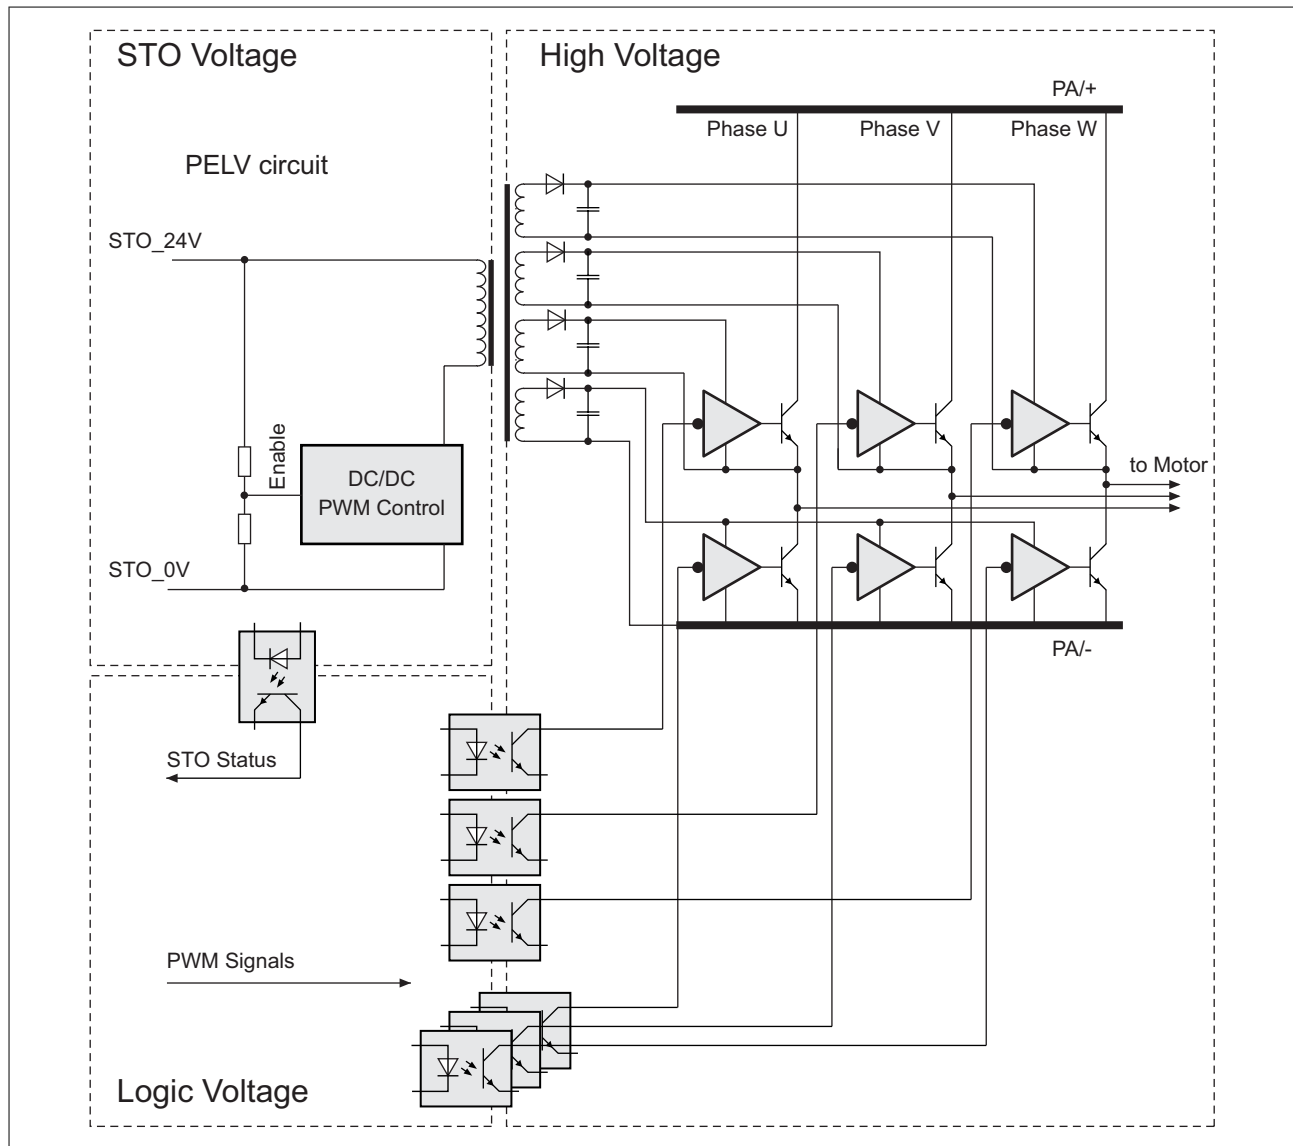 STO Voltage
High Voltage
PA/+
Phase U
Phase V
Phase W
PELV circuit
STO_24V
Enable
DC/DC
PWM Control
to Motor
STO_0V
PA/-
STO Status
PWM Signals
Logic Voltage